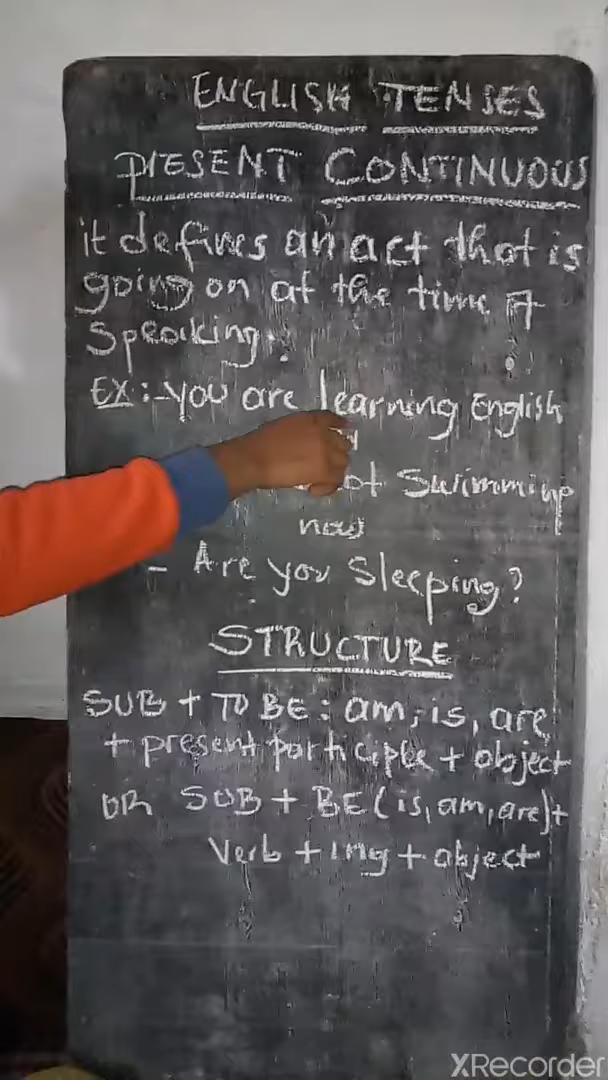 ENGLISH TENSES
PRESENT CONTINUOUS
it defines an act that is
going on at the time of
Speaking.
EX:- you are learning English
not Swimming
now
- Are you Sleeping?
STRUCTURE
SUB + TO BE: am, is, are
+ present participle + object
OR SUB + BE (is, am, are) +
Verb + ing + object
XRecorder